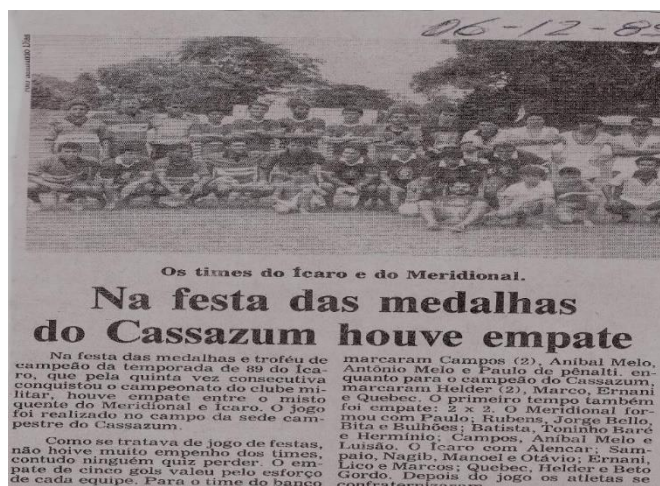 06-12-89
Os times do Ícaro e do Meridional.
Na festa das medalhas
do Cassazum houve empate
Na festa das medalhas e troféu de
campeão da temporada de 89 do Íca-
ro, que pela quinta vez consecutiva
conquistou o campeonato do clube mi-
litar, houve empate entre o misto
quente do Meridional e Ícaro. O jogo
foi realizado no campo da sede cam-
pestre do Cassazum.
Como se tratava de jogo de festas,
não hoive muito empenho dos times,
contudo ninguém quiz perder. O em-
pate de cinco gols valeu pelo esforço
de cada equipe. Para o time do banco
marcaram Campos (2), Aníbal Melo,
Antônio Melo e Paulo de pênalti. en-
quanto para o campeão do Cassazum,
márcaram Helder (2), Marco, Ernani
e Quebec. O primeiro tempo também
foi empate: 2 x 2. O Meridional for-
mou com Paulo; Rubens, Jorge Bello,
Bita e Bulhões; Batista, Toninho Baré
e Hermínio; Campos, Aníbal Melo e
Luisão. O Ícaro com Alencar; Sam-
paio, Nagib, Manoel e Otávio; Ernani,
Lico e Marcos; Quebec, Helder e Beto
Gordo. Depois do jogo os atletas se
confraternizaram